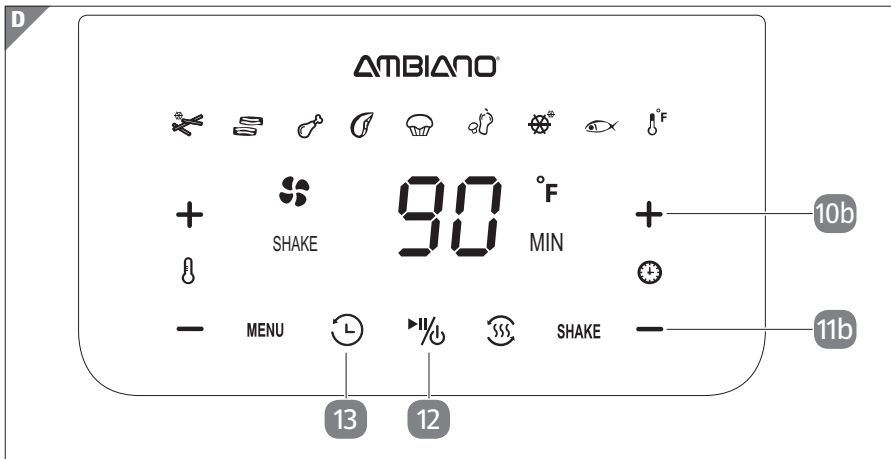 D
AMBIANO
°F
90 °F
SHAKE MIN
MENU SHAKE
10b
11b
13 12